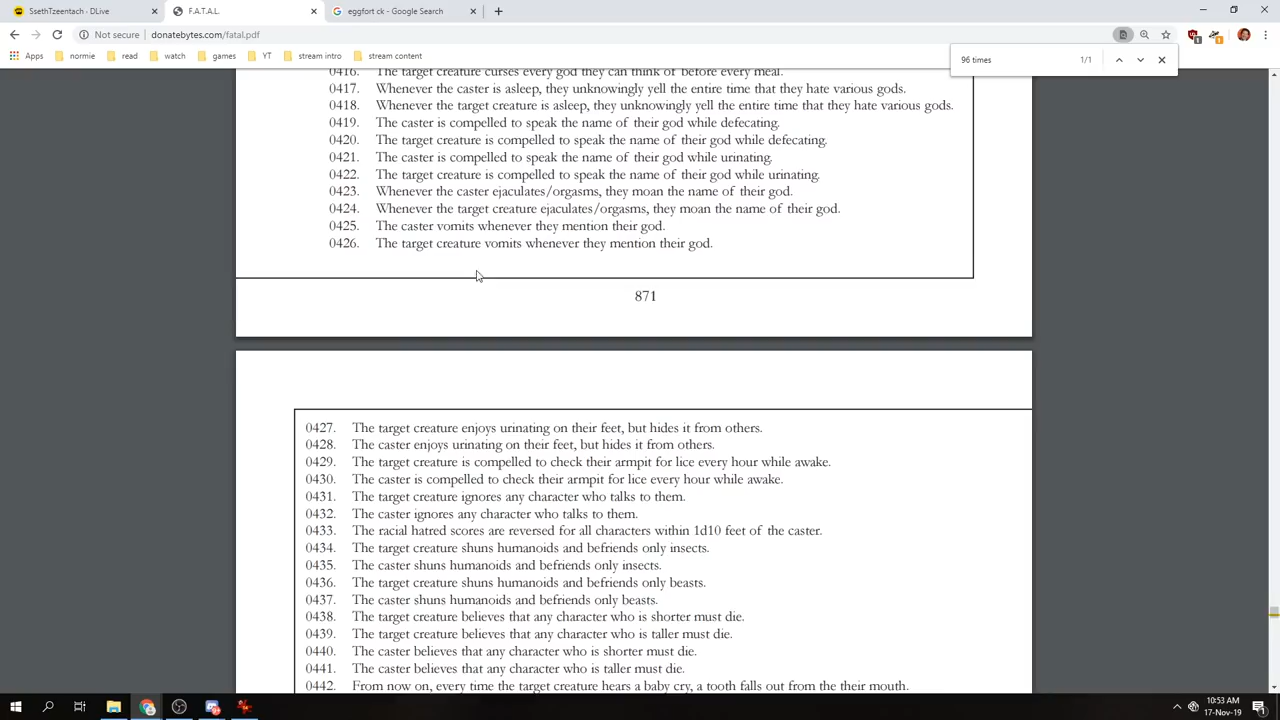 SsethTzeentach - DLive
F.A.T.A.L.
eggfort ck - Google Search
Not secure | donatebytes.com/fatal.pdf
Apps normie read watch YT games stream intro stream content
96 times 1/1
0416. The target creature curses every god they can think of before every meal.
0417. Whenever the caster is asleep, they unknowingly yell the entire time that they hate various gods.
0418. Whenever the target creature is asleep, they unknowingly yell the entire time that they hate various gods.
0419. The caster is compelled to speak the name of their god while defecating.
0420. The target creature is compelled to speak the name of their god while defecating.
0421. The caster is compelled to speak the name of their god while urinating.
0422. The target creature is compelled to speak the name of their god while urinating.
0423. Whenever the caster ejaculates/orgasms, they moan the name of their god.
0424. Whenever the target creature ejaculates/orgasms, they moan the name of their god.
0425. The caster vomits whenever they mention their god.
0426. The target creature vomits whenever they mention their god.
871
0427. The target creature enjoys urinating on their feet, but hides it from others.
0428. The caster enjoys urinating on their feet, but hides it from others.
0429. The target creature is compelled to check their armpit for lice every hour while awake.
0430. The caster is compelled to check their armpit for lice every hour while awake.
0431. The target creature ignores any character who talks to them.
0432. The caster ignores any character who talks to them.
0433. The racial hatred scores are reversed for all characters within 1d10 feet of the caster.
0434. The target creature shuns humanoids and befriends only insects.
0435. The caster shuns humanoids and befriends only insects.
0436. The target creature shuns humanoids and befriends only beasts.
0437. The caster shuns humanoids and befriends only beasts.
0438. The target creature believes that any character who is shorter must die.
0439. The target creature believes that any character who is taller must die.
0440. The caster believes that any character who is shorter must die.
0441. The caster believes that any character who is taller must die.
0442. From now on, every time the target creature hears a baby cry, a tooth falls out from the their mouth.
10:53 AM
17-Nov-19